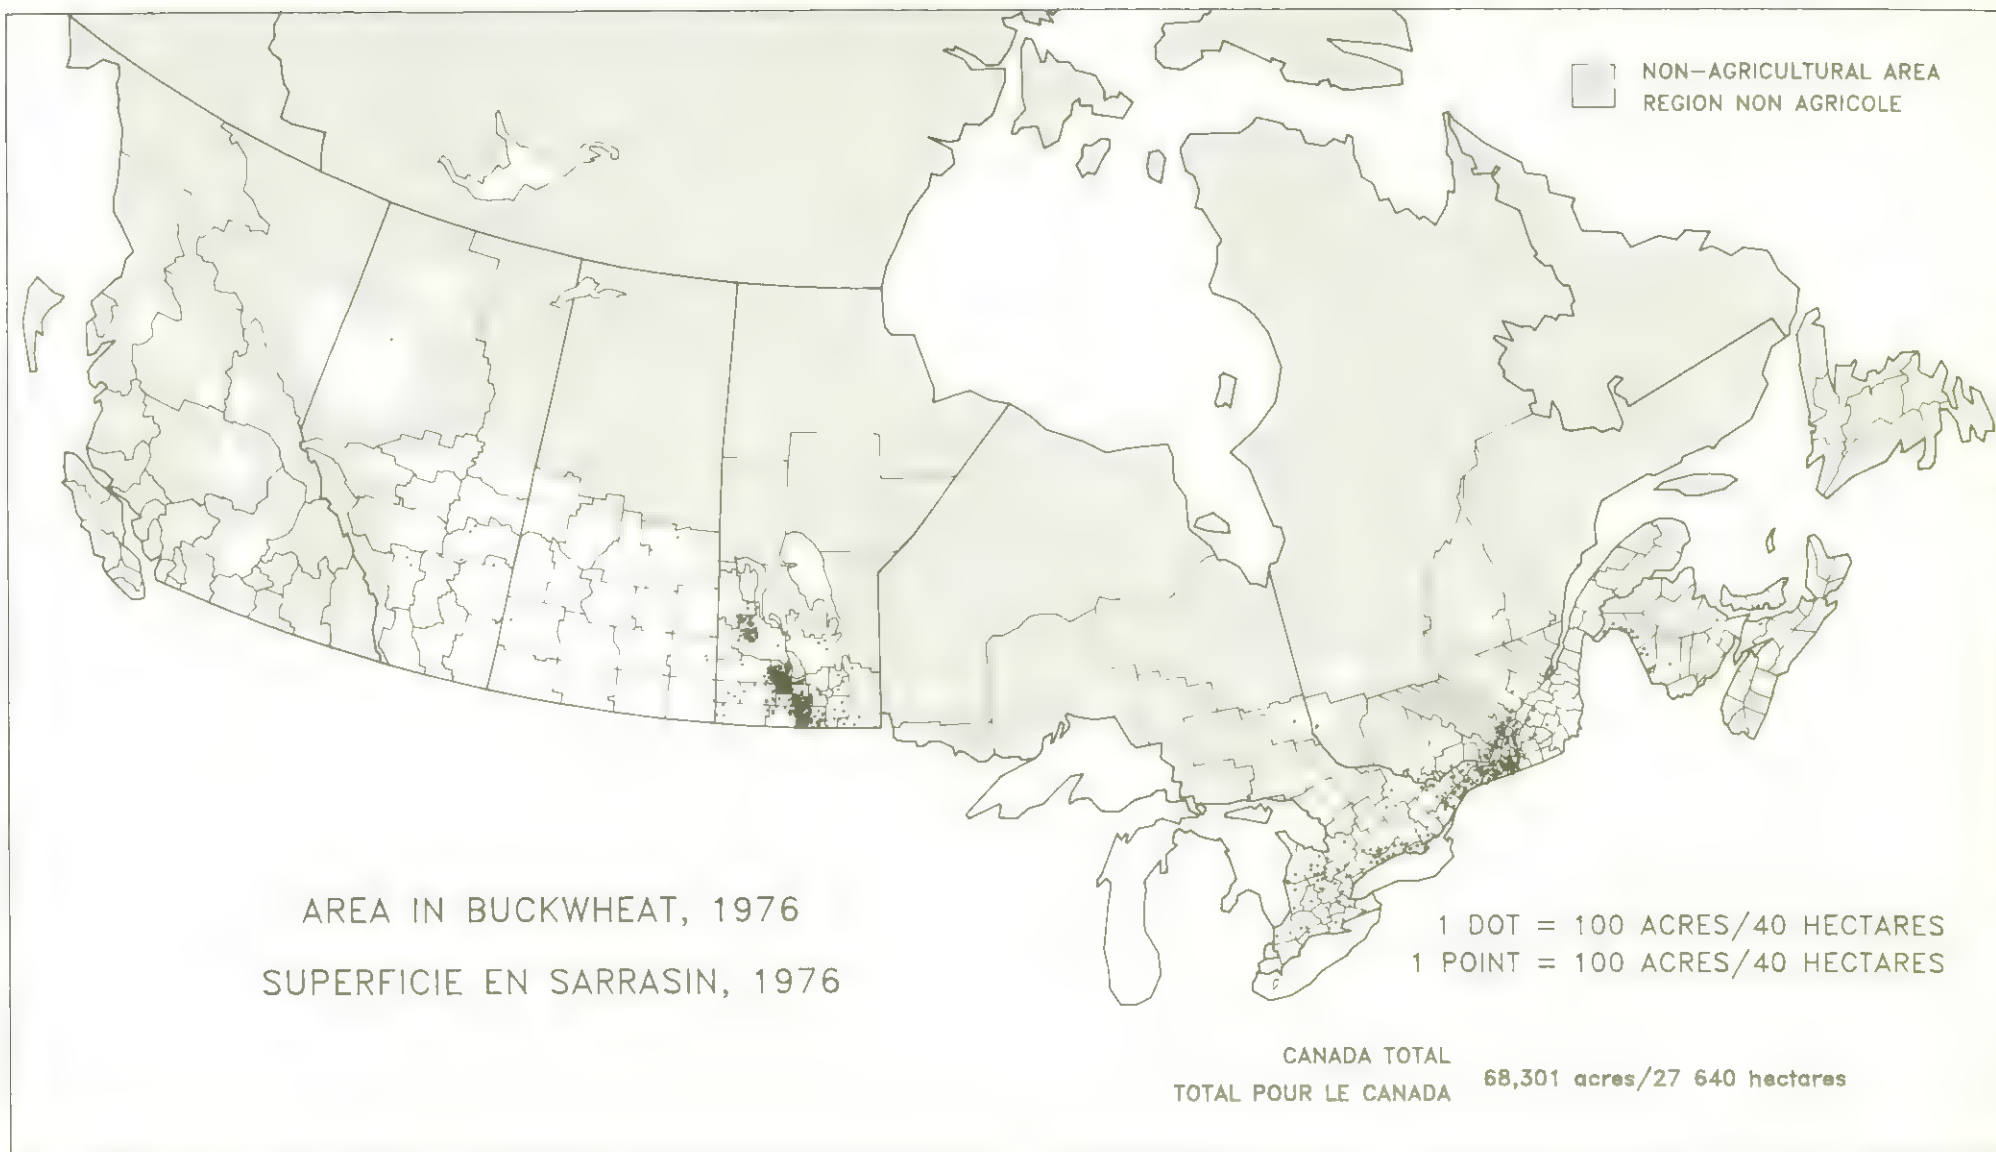 NON-AGRICULTURAL AREA
REGION NON AGRICOLE
AREA IN BUCKWHEAT, 1976
SUPERFICIE EN SARRASIN, 1976
1 DOT = 100 ACRES/40 HECTARES
1 POINT = 100 ACRES/40 HECTARES
CANADA TOTAL
TOTAL POUR LE CANADA
68,301 acres/27 640 hectares